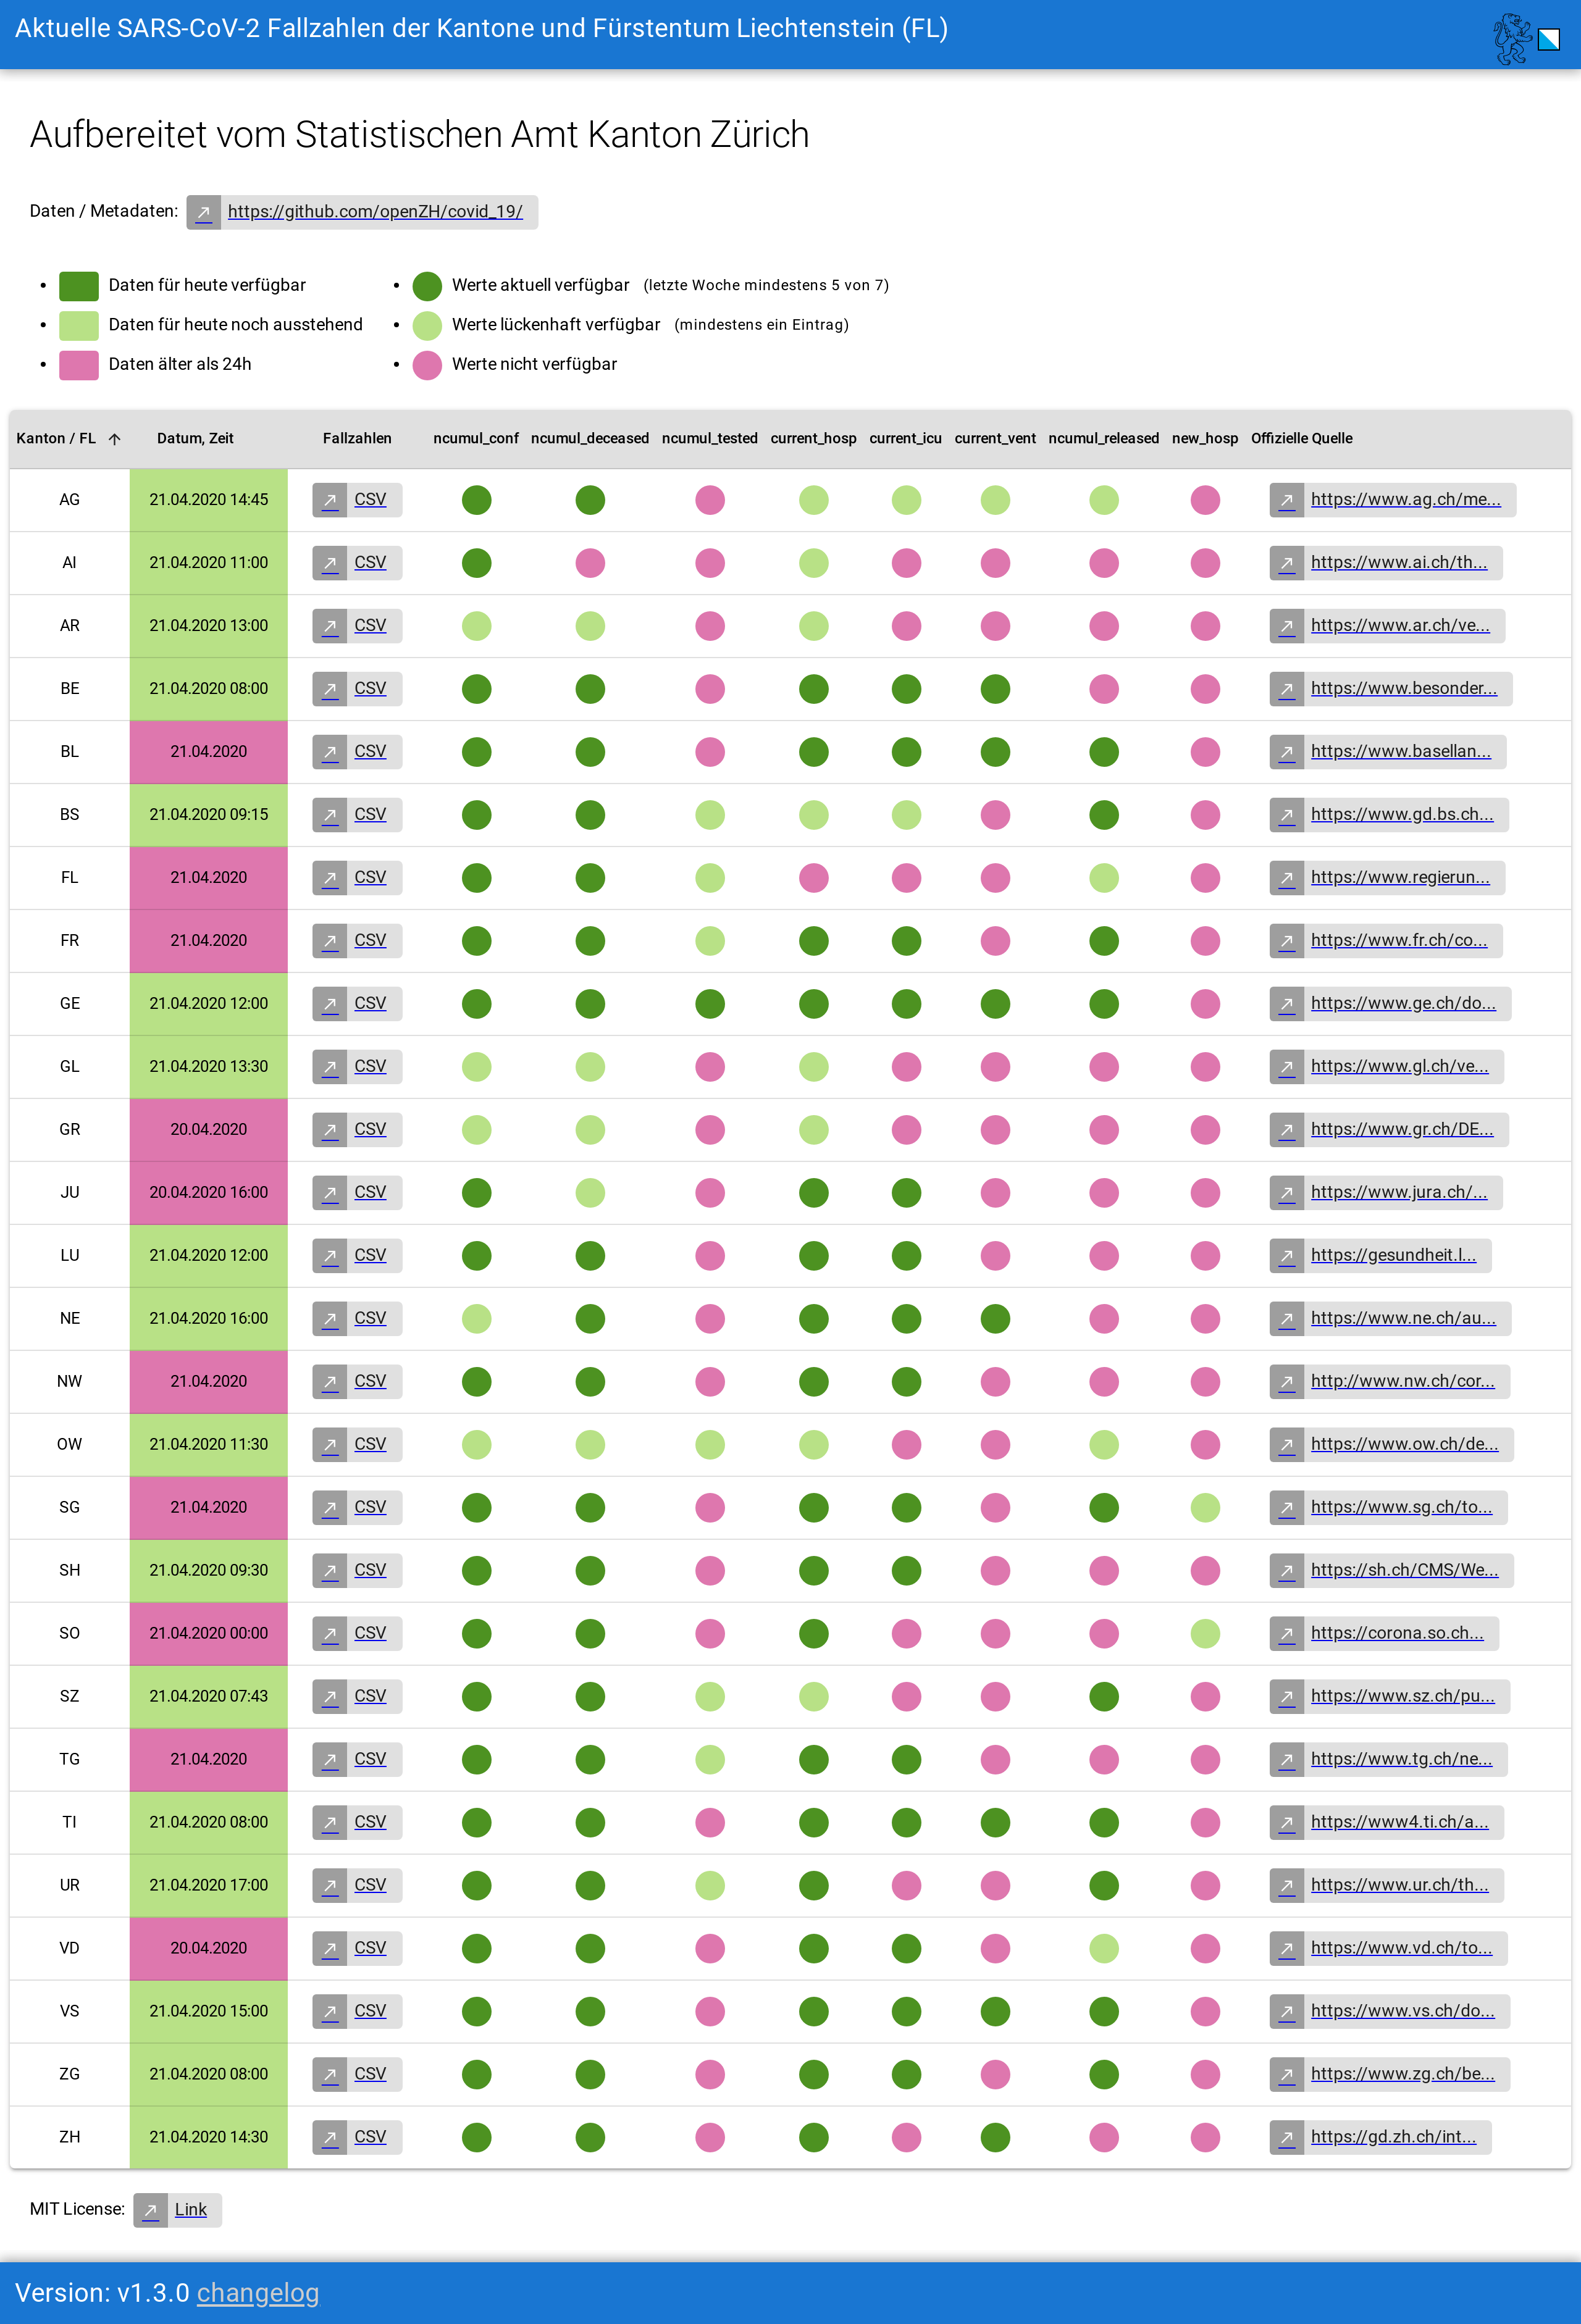 Aktuelle SARS-CoV-2 Fallzahlen der Kantone und Fürstentum Liechtenstein (FL)
Aufbereitet vom Statistischen Amt Kanton Zürich
Daten / Metadaten: https://github.com/openZH/covid_19/
Daten für heute verfügbar Werte aktuell verfügbar (letzte Woche mindestens 5 von 7)
Daten für heute noch ausstehend Werte lückenhaft verfügbar (mindestens ein Eintrag)
Daten älter als 24h Werte nicht verfügbar
Kanton / FL Datum, Zeit Fallzahlen ncumul_conf ncumul_deceased ncumul_tested current_hosp current_icu current_vent ncumul_released new_hosp Offizielle Quelle
AG 21.04.2020 14:45 CSV https://www.ag.ch/me...
AI 21.04.2020 11:00 CSV https://www.ai.ch/th...
AR 21.04.2020 13:00 CSV https://www.ar.ch/ve...
BE 21.04.2020 08:00 CSV https://www.besonder...
BL 21.04.2020 CSV https://www.basellan...
BS 21.04.2020 09:15 CSV https://www.gd.bs.ch...
FL 21.04.2020 CSV https://www.regierun...
FR 21.04.2020 CSV https://www.fr.ch/co...
GE 21.04.2020 12:00 CSV https://www.ge.ch/do...
GL 21.04.2020 13:30 CSV https://www.gl.ch/ve...
GR 20.04.2020 CSV https://www.gr.ch/DE...
JU 20.04.2020 16:00 CSV https://www.jura.ch/...
LU 21.04.2020 12:00 CSV https://gesundheit.l...
NE 21.04.2020 16:00 CSV https://www.ne.ch/au...
NW 21.04.2020 CSV http://www.nw.ch/cor...
OW 21.04.2020 11:30 CSV https://www.ow.ch/de...
SG 21.04.2020 CSV https://www.sg.ch/to...
SH 21.04.2020 09:30 CSV https://sh.ch/CMS/We...
SO 21.04.2020 00:00 CSV https://corona.so.ch...
SZ 21.04.2020 07:43 CSV https://www.sz.ch/pu...
TG 21.04.2020 CSV https://www.tg.ch/ne...
TI 21.04.2020 08:00 CSV https://www4.ti.ch/a...
UR 21.04.2020 17:00 CSV https://www.ur.ch/th...
VD 20.04.2020 CSV https://www.vd.ch/to...
VS 21.04.2020 15:00 CSV https://www.vs.ch/do...
ZG 21.04.2020 08:00 CSV https://www.zg.ch/be...
ZH 21.04.2020 14:30 CSV https://gd.zh.ch/int...
MIT License: Link
Version: v1.3.0 changelog